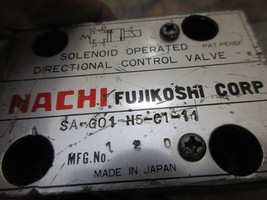 SOLENOID OPERATED PAT. PEND.
DIRECTIONAL CONTROL VALVE
NACHI FUJIKOSHI CORP
SA-G01-H5-C1-11
MFG.No.
MADE IN JAPAN